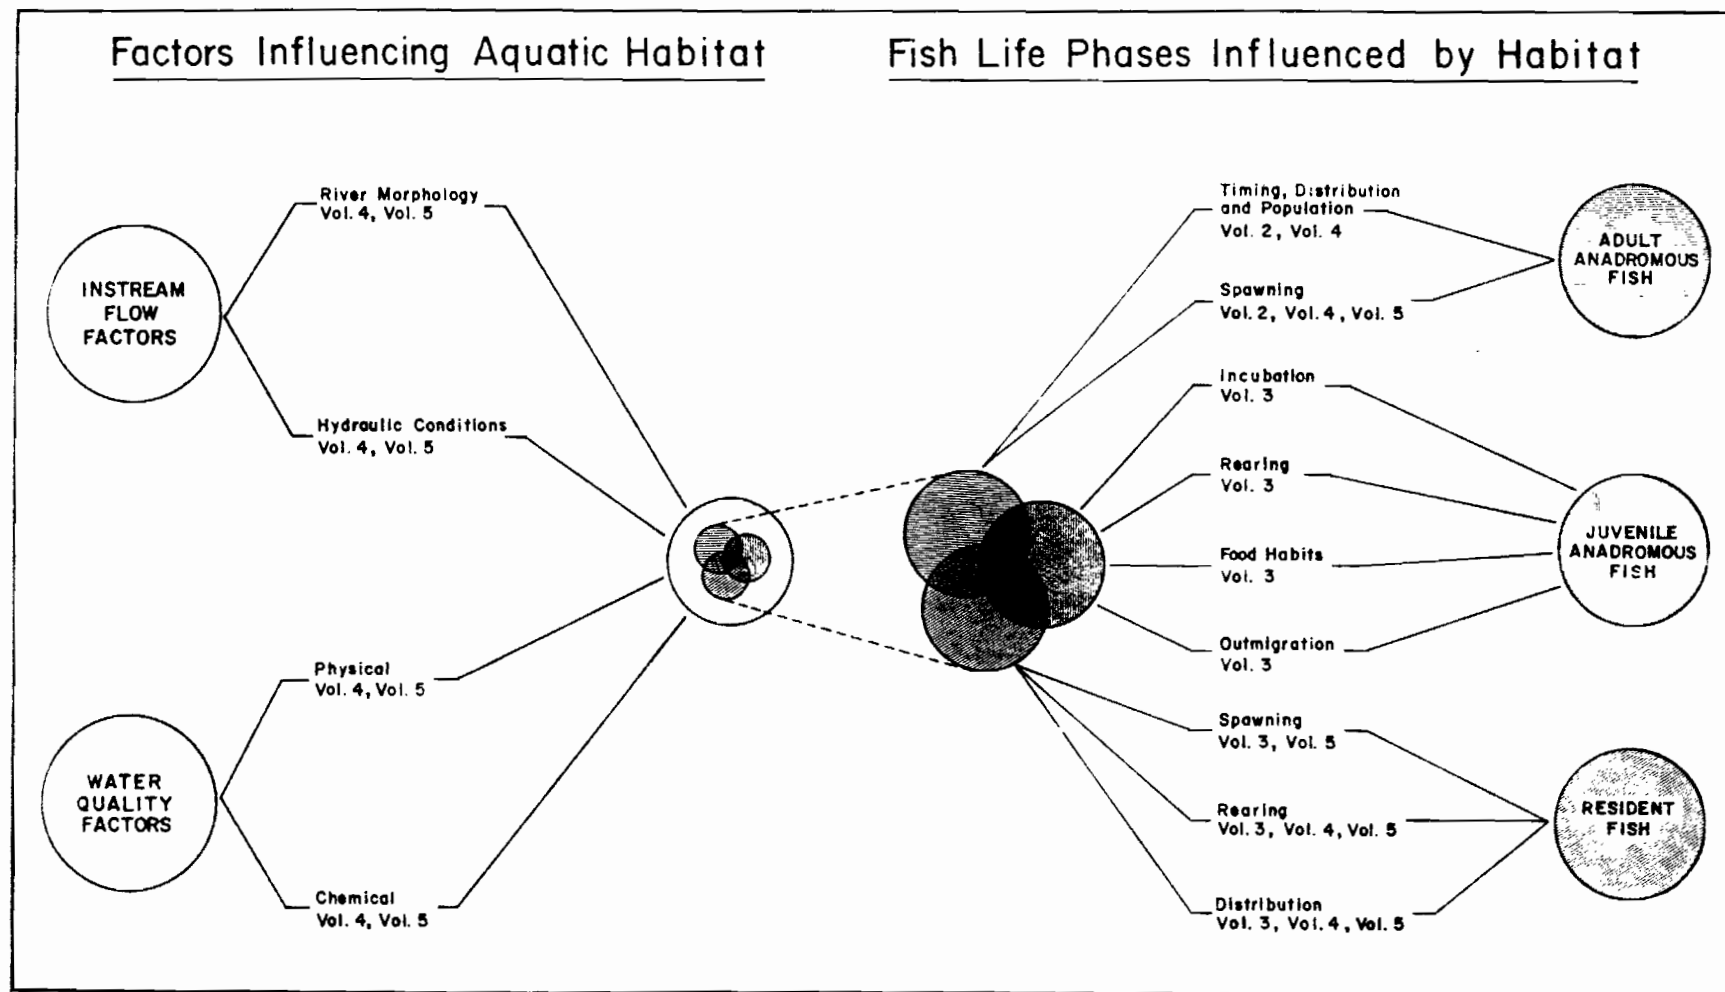 Factors Influencing Aquatic Habitat
Fish Life Phases Influenced by Habitat
INSTREAM
FLOW
FACTORS
River Morphology
Vol. 4, Vol. 5
Hydraulic Conditions
Vol. 4, Vol. 5
WATER
QUALITY
FACTORS
Physical
Vol. 4, Vol. 5
Chemical
Vol. 4, Vol. 5
Timing, Distribution
and Population
Vol. 2, Vol. 4
Spawning
Vol. 2, Vol. 4, Vol. 5
ADULT
ANADROMOUS
FISH
Incubation
Vol. 3
Rearing
Vol. 3
Food Habits
Vol. 3
Outmigration
Vol. 3
JUVENILE
ANADROMOUS
FISH
Spawning
Vol. 3, Vol. 5
Rearing
Vol. 3, Vol. 4, Vol. 5
Distribution
Vol. 3, Vol. 4, Vol. 5
RESIDENT
FISH